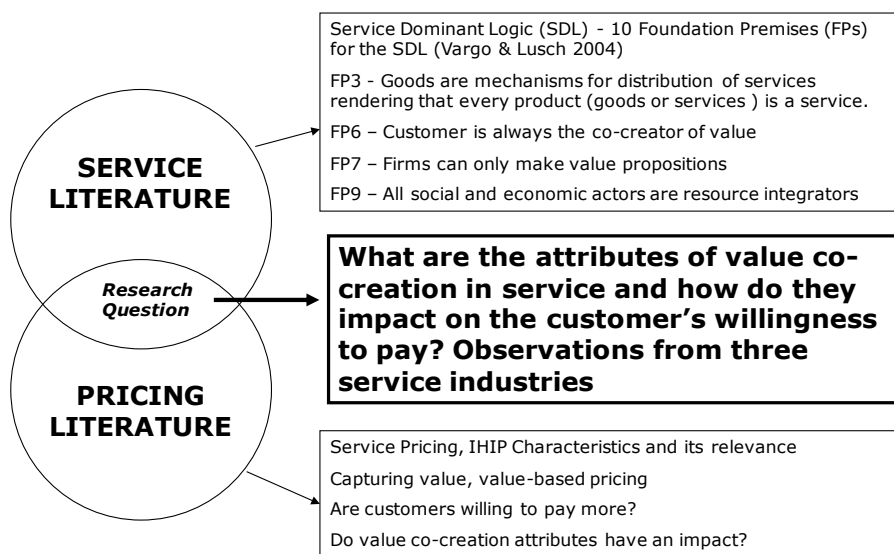 Service Dominant Logic (SDL) - 10 Foundation Premises (FPs)
for the SDL (Vargo & Lusch 2004)
FP3 - Goods are mechanisms for distribution of services
rendering that every product (goods or services ) is a service.
FP6 – Customer is always the co-creator of value
FP7 – Firms can only make value propositions
FP9 – All social and economic actors are resource integrators
SERVICE
LITERATURE
Research
Question
What are the attributes of value co-
creation in service and how do they
impact on the customer’s willingness
to pay? Observations from three
service industries
PRICING
LITERATURE
Service Pricing, IHIP Characteristics and its relevance
Capturing value, value-based pricing
Are customers willing to pay more?
Do value co-creation attributes have an impact?